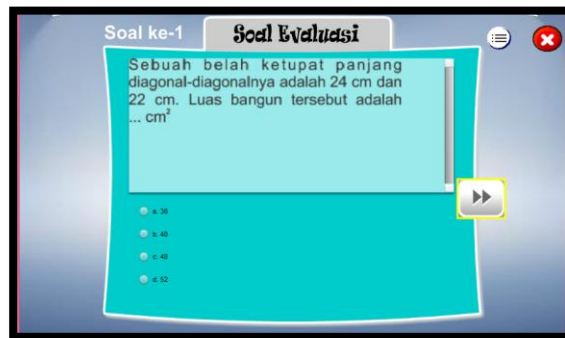 Soal ke-1
Soal Evaluasi
Sebuah belah ketupat panjang
diagonal-diagonalnya adalah 24 cm dan
22 cm. Luas bangun tersebut adalah
... cm²
a. 36
b. 40
c. 48
d. 52